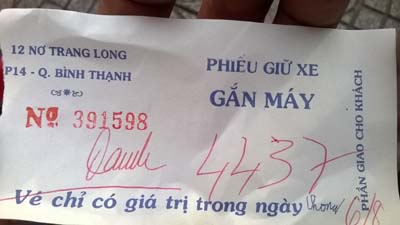 12 NƠ TRANG LONG
P14 - Q. BÌNH THẠNH
PHIẾU GIỮ XE
GẮN MÁY
Nº 391598
4437
Vé chỉ có giá trị trong ngày
PHẦN GIAO CHO KHÁCH